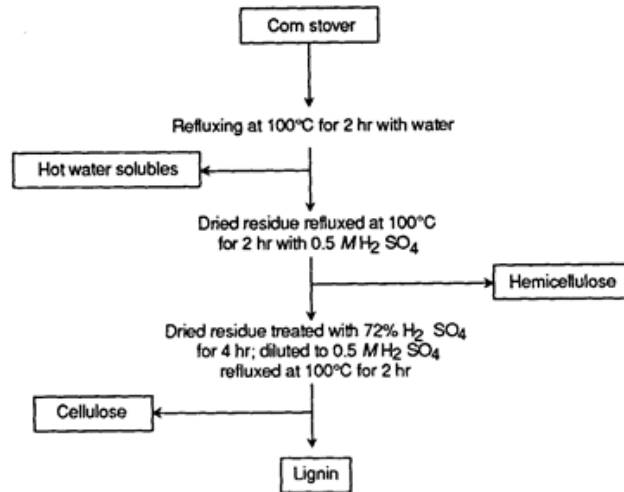 Corn stover
Refluxing at 100°C for 2 hr with water
Hot water solubles
Dried residue refluxed at 100°C
for 2 hr with 0.5 M H2 SO4
Hemicellulose
Dried residue treated with 72% H2 SO4
for 4 hr; diluted to 0.5 M H2 SO4
refluxed at 100°C for 2 hr
Cellulose
Lignin